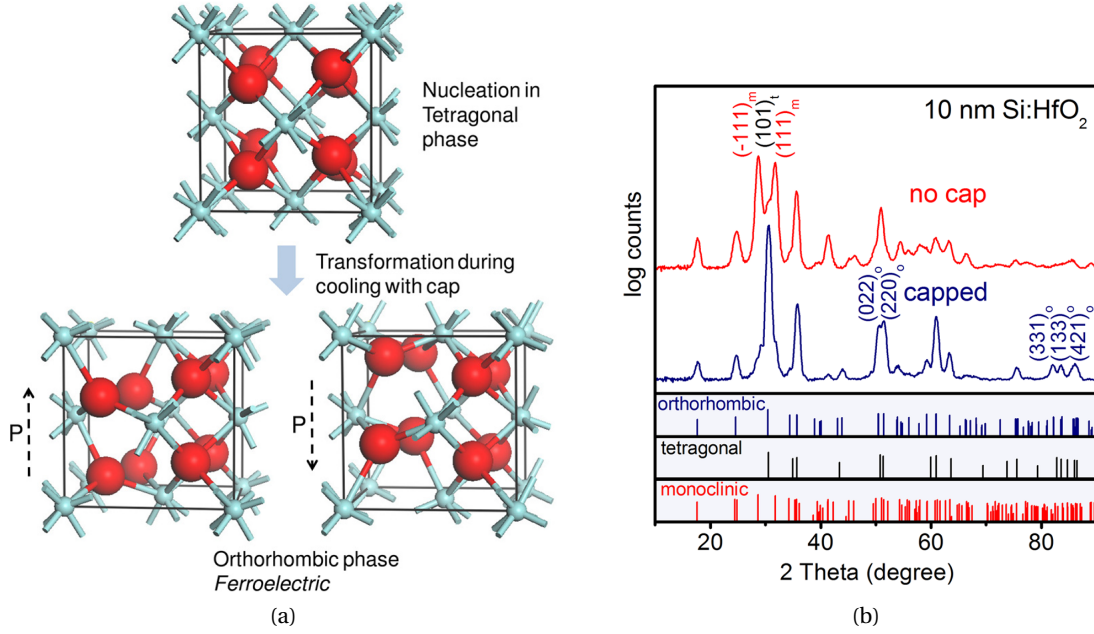 Nucleation in
Tetragonal
phase
Transformation during
cooling with cap
P
P
Orthorhombic phase
Ferroelectric
(a)
10 nm Si:HfO2
(-111)m
(101)t
(111)m
no cap
log counts
(022)o
(220)o
capped
(331)o
(133)o
(421)o
orthorhombic
tetragonal
monoclinic
20 40 60 80
2 Theta (degree)
(b)